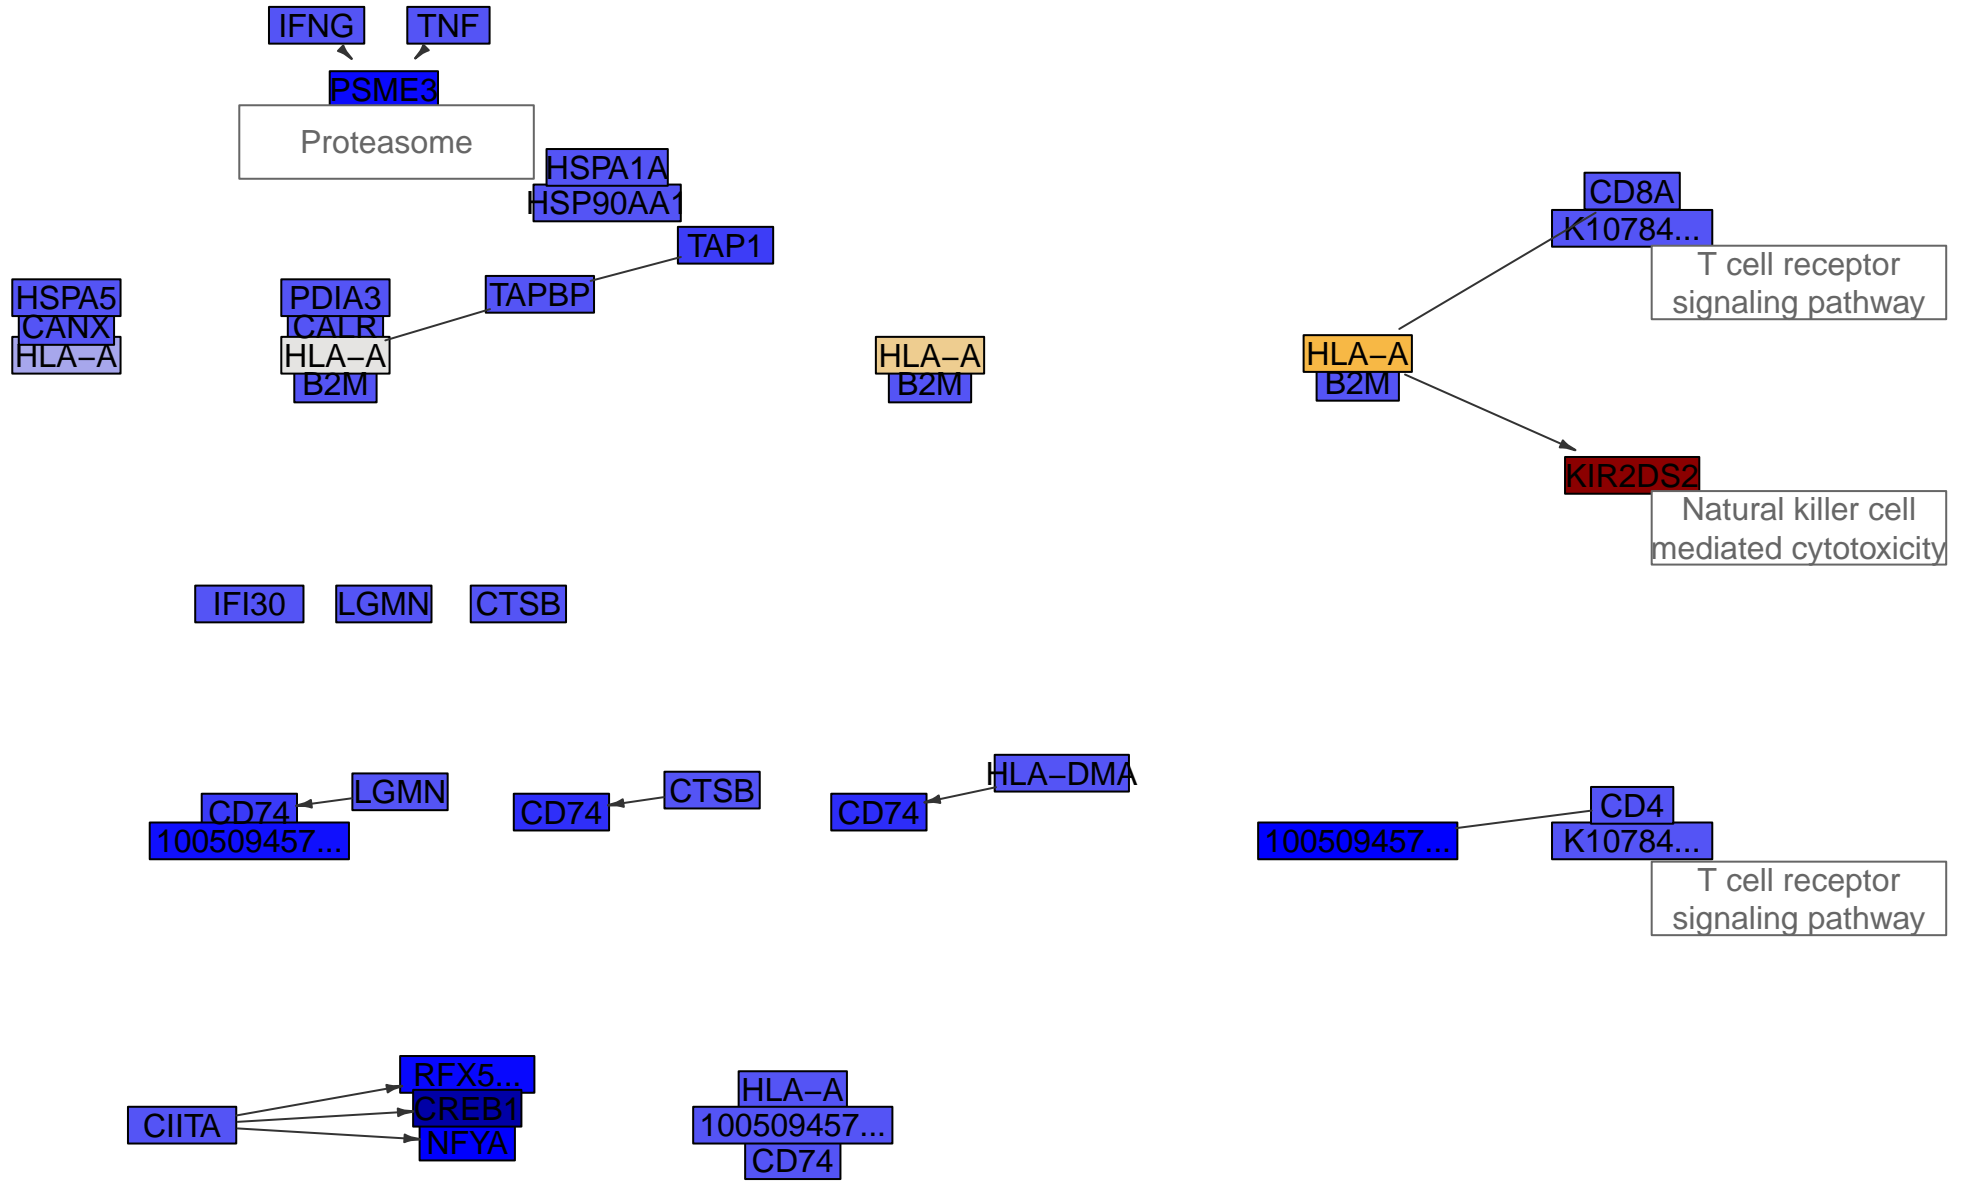 IFNG
TNF
PSME3
Proteasome
HSPA1A
HSP90AA1
TAP1
TAPBP
HSPA5
CANX
HLA−A
PDIA3
CALR
HLA−A
B2M
HLA−A
B2M
CD8A
K10784...
T cell receptor
signaling pathway
HLA−A
B2M
KIR2DS2
Natural killer cell
mediated cytotoxicity
IFI30
LGMN
CTSB
LGMN
CD74
100509457...
CTSB
CD74
HLA−DMA
CD74
CD4
100509457...
K10784...
T cell receptor
signaling pathway
CIITA
RFX5...
CREB1
NFYA
HLA−A
100509457...
CD74